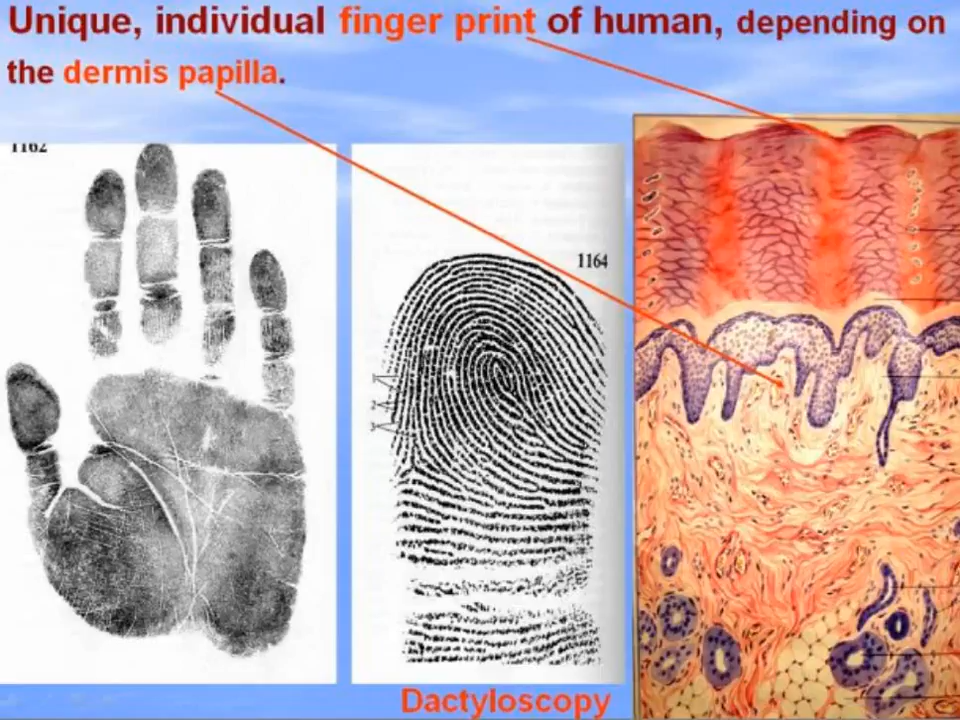 Unique, individual finger print of human, depending on
the dermis papilla.
1162
1164
Dactyloscopy